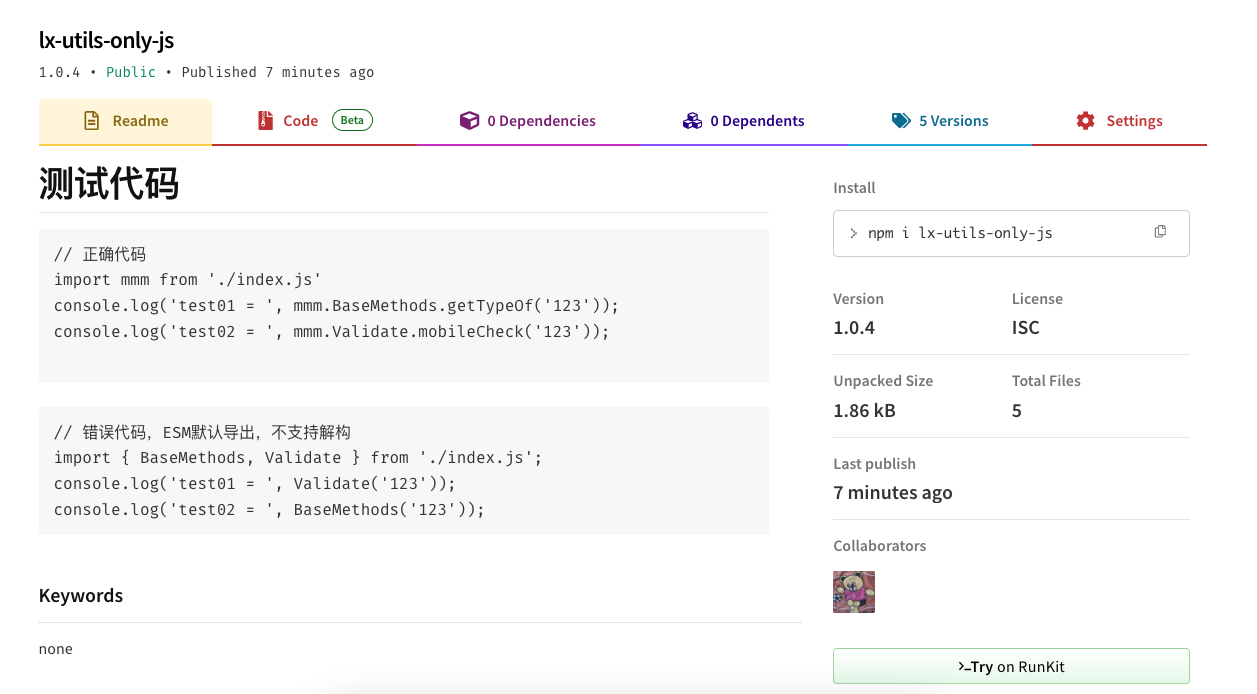 lx-utils-only-js
1.0.4 • Public • Published 7 minutes ago
Readme
Code Beta
0 Dependencies
0 Dependents
5 Versions
Settings
测试代码
// 正确代码
import mmm from './index.js'
console.log('test01 = ', mmm.BaseMethods.getTypeOf('123'));
console.log('test02 = ', mmm.Validate.mobileCheck('123'));
// 错误代码，ESM默认导出，不支持解构
import { BaseMethods, Validate } from './index.js';
console.log('test01 = ', Validate('123'));
console.log('test02 = ', BaseMethods('123'));
Keywords
none
Install
> npm i lx-utils-only-js
Version
1.0.4
License
ISC
Unpacked Size
1.86 kB
Total Files
5
Last publish
7 minutes ago
Collaborators
Try on RunKit